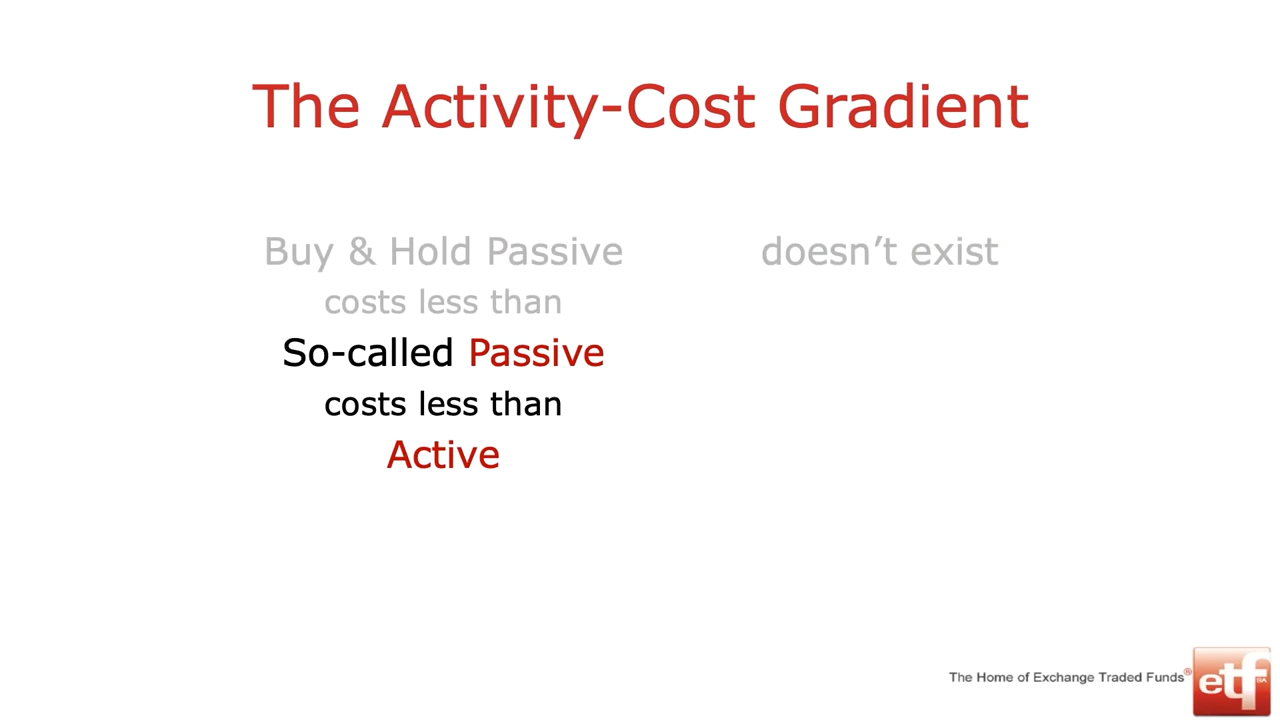 The Activity-Cost Gradient
Buy & Hold Passive doesn’t exist
costs less than
So-called Passive
costs less than
Active
The Home of Exchange Traded Funds®
etf
SA